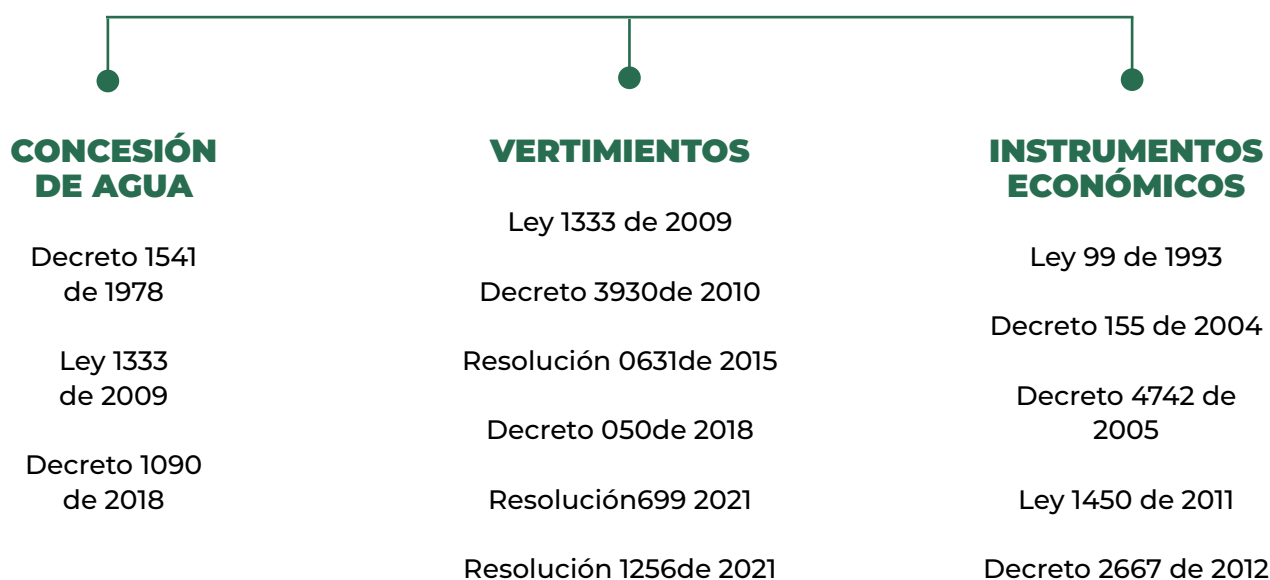 CONCESIÓN
DE AGUA
Decreto 1541
de 1978
Ley 1333
de 2009
Decreto 1090
de 2018
VERTIMIENTOS
Ley 1333 de 2009
Decreto 3930de 2010
Resolución 0631de 2015
Decreto 050de 2018
Resolución699 2021
Resolución 1256de 2021
INSTRUMENTOS
ECONÓMICOS
Ley 99 de 1993
Decreto 155 de 2004
Decreto 4742 de
2005
Ley 1450 de 2011
Decreto 2667 de 2012